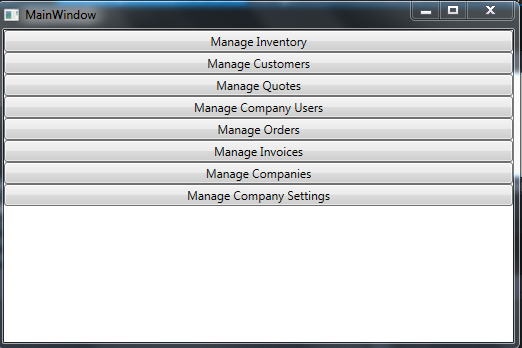 MainWindow
Manage Inventory
Manage Customers
Manage Quotes
Manage Company Users
Manage Orders
Manage Invoices
Manage Companies
Manage Company Settings